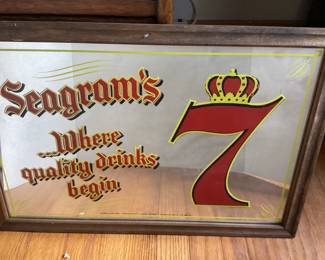 Seagram's
7
...Where
quality drinks
begin